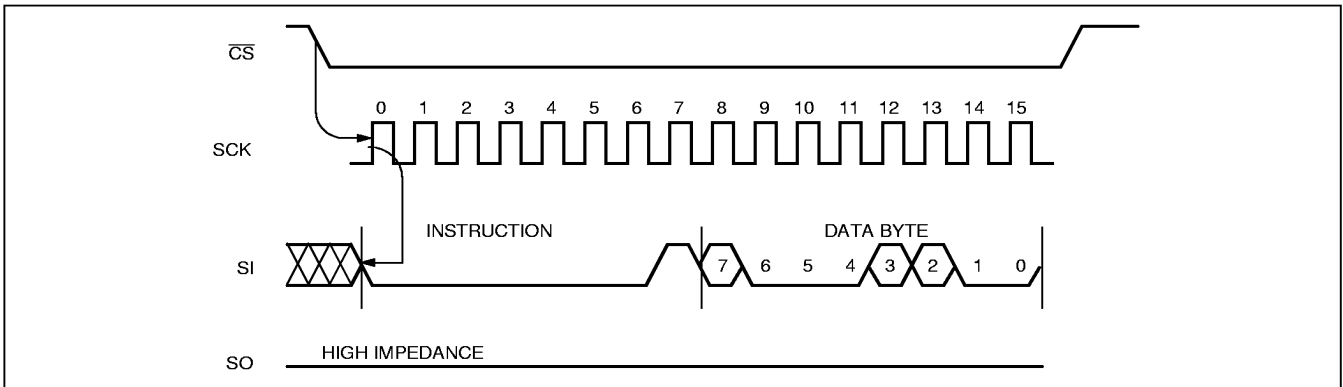 CS
0 1 2 3 4 5 6 7 8 9 10 11 12 13 14 15
SCK
INSTRUCTION DATA BYTE
SI 7 6 5 4 3 2 1 0
HIGH IMPEDANCE
SO